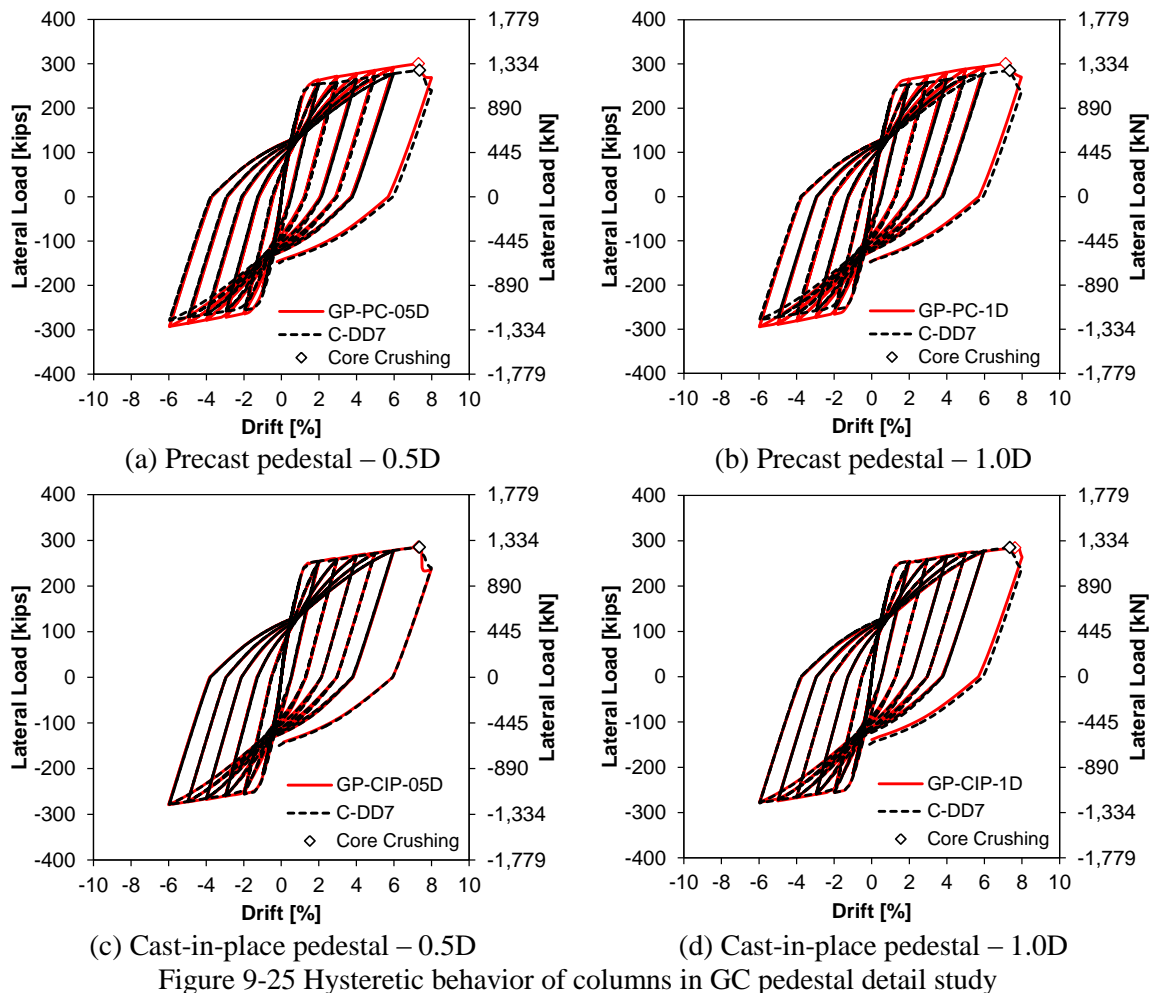 400
300
200
100
0
-100
-200
-300
-400
Lateral Load [kips]
1,779
1,334
890
445
0
-445
-890
-1,334
-1,779
Lateral Load [kN]
GP-PC-05D
C-DD7
Core Crushing
-10 -8 -6 -4 -2 0 2 4 6 8 10
Drift [%]
(a) Precast pedestal – 0.5D
400
300
200
100
0
-100
-200
-300
-400
Lateral Load [kips]
1,779
1,334
890
445
0
-445
-890
-1,334
-1,779
Lateral Load [kN]
GP-PC-1D
C-DD7
Core Crushing
-10 -8 -6 -4 -2 0 2 4 6 8 10
Drift [%]
(b) Precast pedestal – 1.0D
400
300
200
100
0
-100
-200
-300
-400
Lateral Load [kips]
1,779
1,334
890
445
0
-445
-890
-1,334
-1,779
Lateral Load [kN]
GP-CIP-05D
C-DD7
Core Crushing
-10 -8 -6 -4 -2 0 2 4 6 8 10
Drift [%]
(c) Cast-in-place pedestal – 0.5D
400
300
200
100
0
-100
-200
-300
-400
Lateral Load [kips]
1,779
1,334
890
445
0
-445
-890
-1,334
-1,779
Lateral Load [kN]
GP-CIP-1D
C-DD7
Core Crushing
-10 -8 -6 -4 -2 0 2 4 6 8 10
Drift [%]
(d) Cast-in-place pedestal – 1.0D
Figure 9-25 Hysteretic behavior of columns in GC pedestal detail study